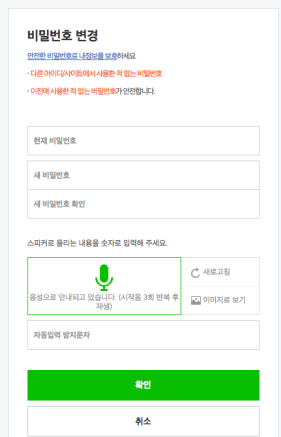 비밀번호 변경
안전한 비밀번호로 내정보를 보호하세요
· 다른 아이디/사이트에서 사용한 적 없는 비밀번호
· 이전에 사용한 적 없는 비밀번호가 안전합니다.
현재 비밀번호
새 비밀번호
새 비밀번호 확인
스피커로 들리는 내용을 숫자로 입력해 주세요.
음성으로 안내되고 있습니다. (시작음 3회 반복 후
재생)
새로고침
이미지로 보기
자동입력 방지문자
확인
취소